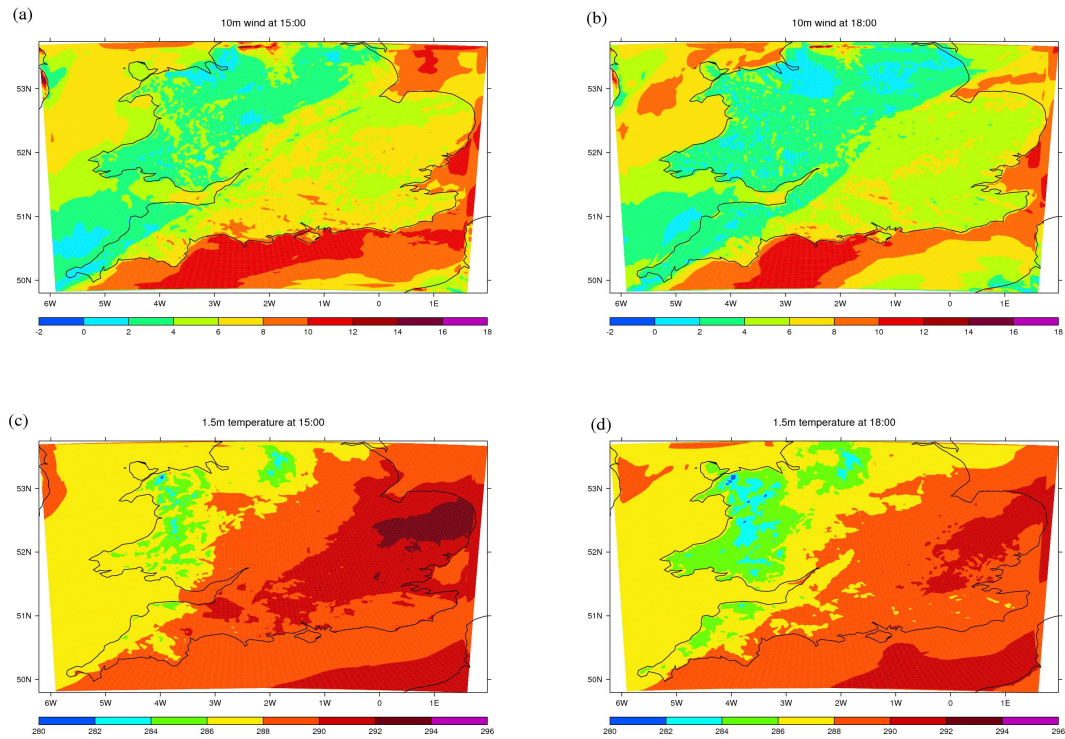 (a)
10m wind at 15:00
53N
52N
51N
50N
6W 5W 4W 3W 2W 1W 0 1E
-2 0 2 4 6 8 10 12 14 16 18
(b)
10m wind at 18:00
53N
52N
51N
50N
6W 5W 4W 3W 2W 1W 0 1E
-2 0 2 4 6 8 10 12 14 16 18
(c)
1.5m temperature at 15:00
53N
52N
51N
50N
6W 5W 4W 3W 2W 1W 0 1E
280 282 284 286 288 290 292 294 296
(d)
1.5m temperature at 18:00
53N
52N
51N
50N
6W 5W 4W 3W 2W 1W 0 1E
280 282 284 286 288 290 292 294 296